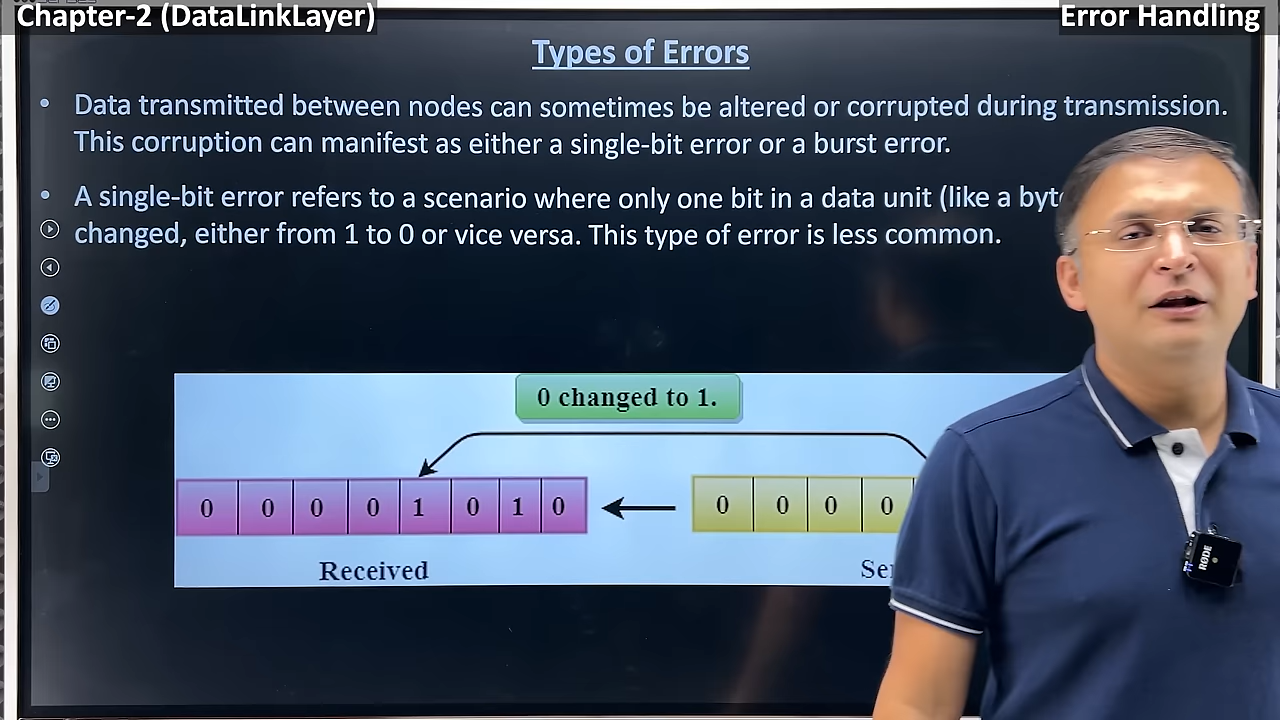 Chapter-2 (DataLinkLayer)
Error Handling
Types of Errors
• Data transmitted between nodes can sometimes be altered or corrupted during transmission.
This corruption can manifest as either a single-bit error or a burst error.
• A single-bit error refers to a scenario where only one bit in a data unit (like a
changed, either from 1 to 0 or vice versa. This type of error is less common.
0 changed to 1.
0 0 0 0 1 0 1 0
0 0 0 0
Received
RØDE